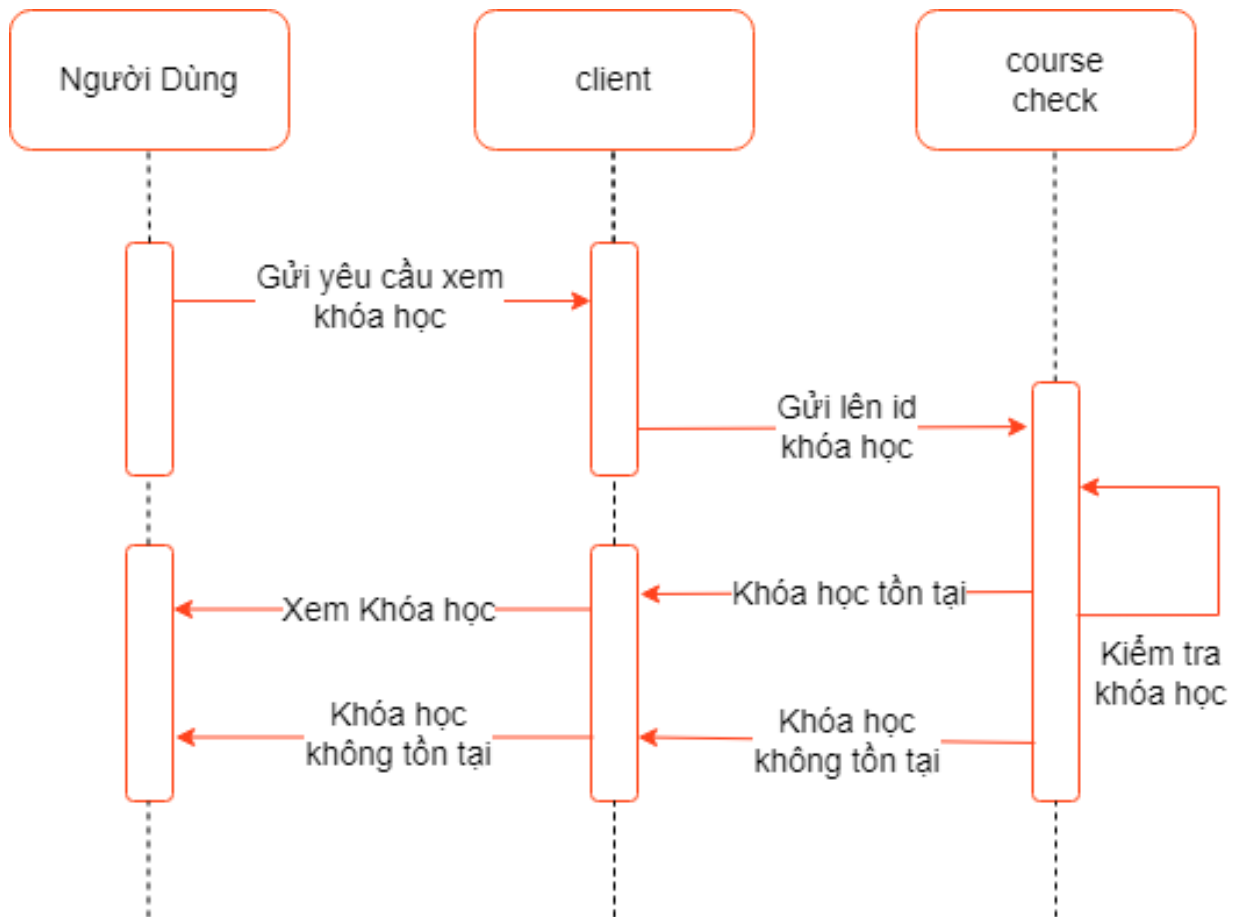 Người Dùng
client
course
check
Gửi yêu cầu xem
khóa học
Gửi lên id
khóa học
Khóa học tồn tại
Xem Khóa học
Kiểm tra
khóa học
Khóa học
không tồn tại
Khóa học
không tồn tại